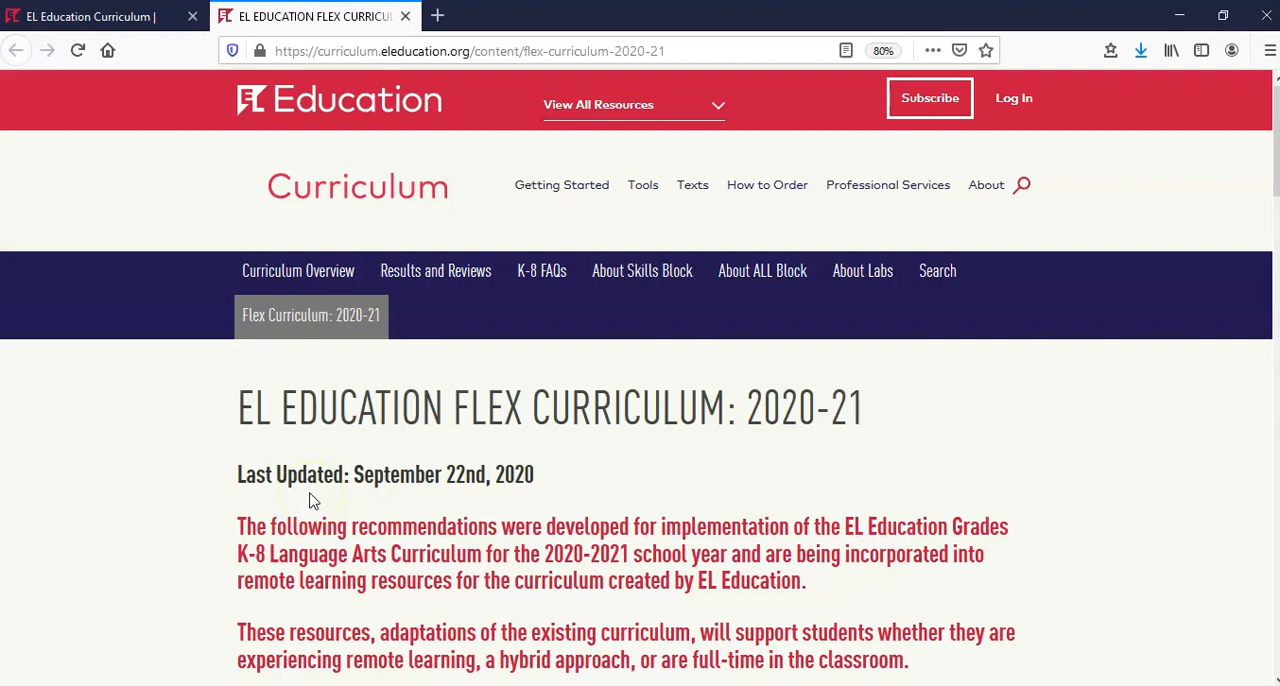 EL Education Curriculum |
EL EDUCATION FLEX CURRICUL
https://curriculum.eleducation.org/content/flex-curriculum-2020-21
80%
EL Education
View All Resources
Subscribe
Log In
Curriculum
Getting Started
Tools
Texts
How to Order
Professional Services
About
Curriculum Overview
Results and Reviews
K-8 FAQs
About Skills Block
About ALL Block
About Labs
Search
Flex Curriculum: 2020-21
EL EDUCATION FLEX CURRICULUM: 2020-21
Last Updated: September 22nd, 2020
The following recommendations were developed for implementation of the EL Education Grades
K-8 Language Arts Curriculum for the 2020-2021 school year and are being incorporated into
remote learning resources for the curriculum created by EL Education.
These resources, adaptations of the existing curriculum, will support students whether they are
experiencing remote learning, a hybrid approach, or are full-time in the classroom.